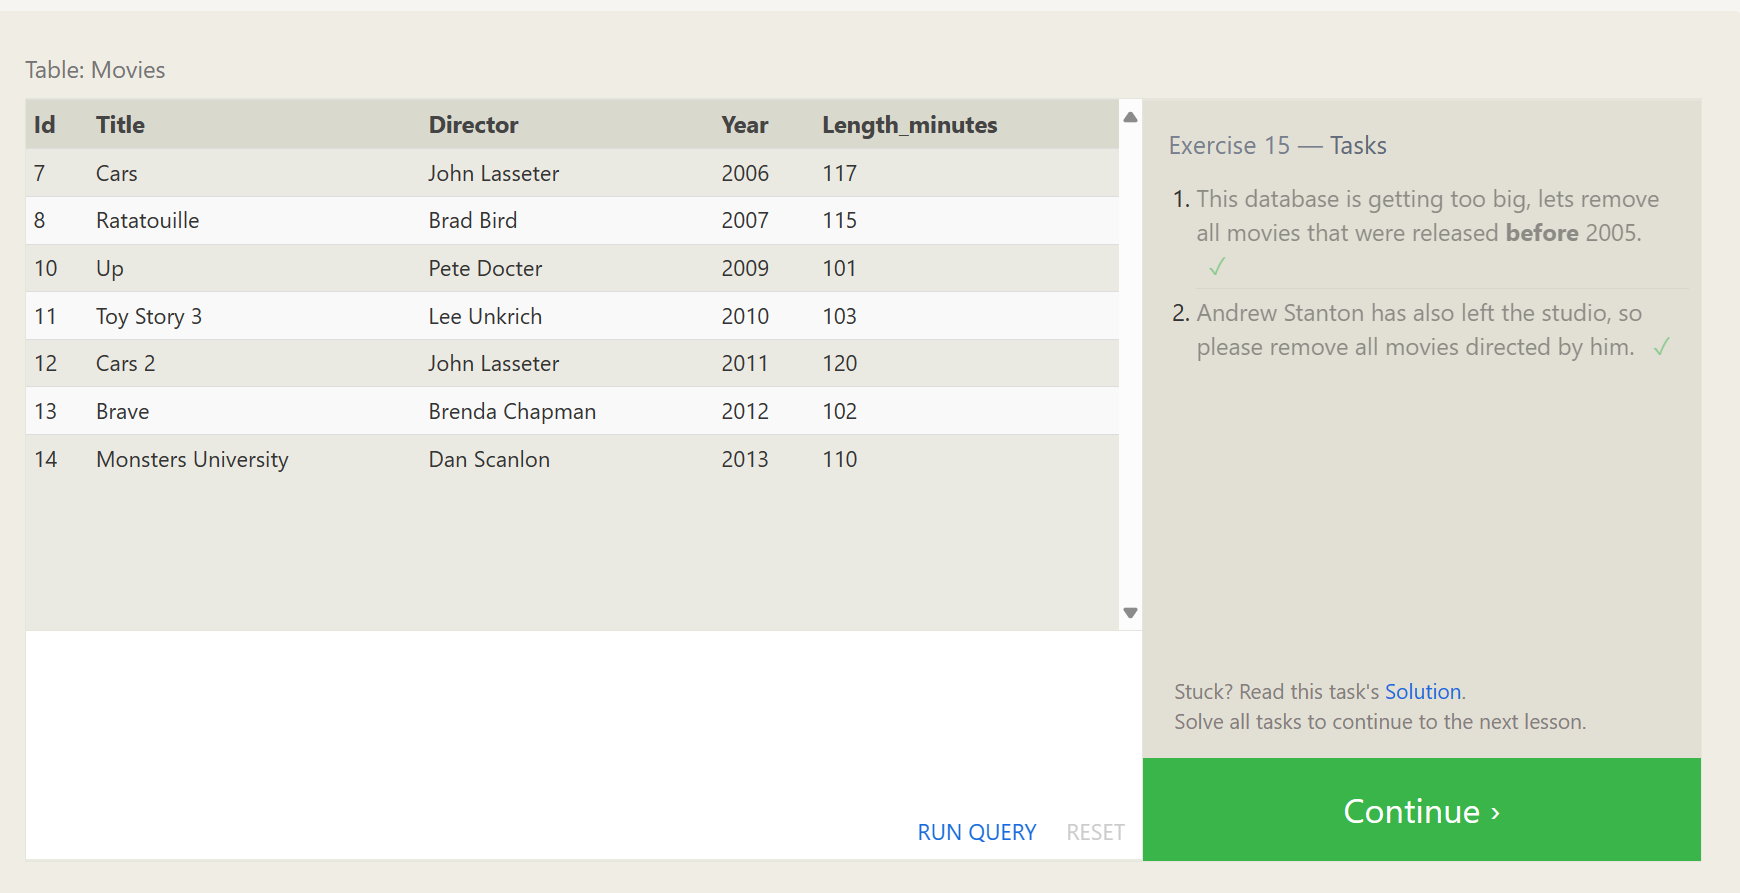 Table: Movies
Id Title Director Year Length_minutes
7 Cars John Lasseter 2006 117
8 Ratatouille Brad Bird 2007 115
10 Up Pete Docter 2009 101
11 Toy Story 3 Lee Unkrich 2010 103
12 Cars 2 John Lasseter 2011 120
13 Brave Brenda Chapman 2012 102
14 Monsters University Dan Scanlon 2013 110
RUN QUERY RESET
Exercise 15 — Tasks
1. This database is getting too big, lets remove
all movies that were released before 2005.
✓
2. Andrew Stanton has also left the studio, so
please remove all movies directed by him. ✓
Stuck? Read this task's Solution.
Solve all tasks to continue to the next lesson.
Continue ›